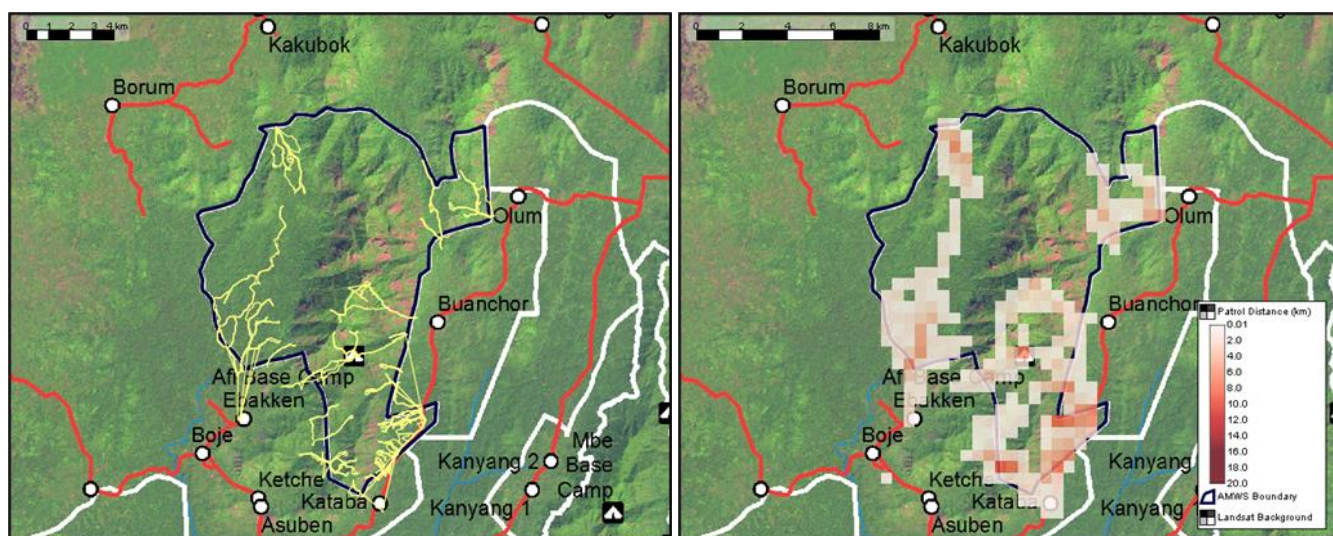 0 1 2 3 4 km
Kakubok
Borum
Olum
Buanchor
Afi Base Camp
Ebakken
Boje
Ketche
Kataba
Asuben
Kanyang 2
Kanyang 1
Mbe
Base
Camp
0 2 4 6 8 km
Kakubok
Borum
Olum
Buanchor
Afi Base Camp
Ebakken
Boje
Ketche
Kataba
Asuben
Kanyang
Kanyang
Patrol Distance (km)
0.01
2.0
4.0
6.0
8.0
10.0
12.0
14.0
16.0
18.0
20.0
AMWS Boundary
Landsat Background